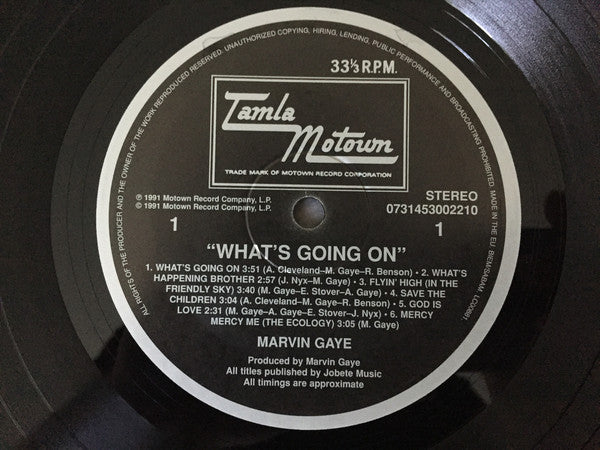 ALL RIGHTS OF THE PRODUCER AND THE OWNER OF THE WORK REPRODUCED RESERVED. UNAUTHORIZED COPYING, HIRING, LENDING, PUBLIC PERFORMANCE AND BROADCASTING PROHIBITED. MADE IN THE EU. BIEM/SABAM. LC00881
33⅓ R.P.M.
Tamla
Motown
TRADE MARK OF MOTOWN RECORD CORPORATION
℗ 1991 Motown Record Company, L.P.
© 1991 Motown Record Company, L.P.
STEREO
0731453002210
1
1
“WHAT’S GOING ON”
1. WHAT’S GOING ON 3:51 (A. Cleveland–M. Gaye–R. Benson) • 2. WHAT’S
HAPPENING BROTHER 2:57 (J. Nyx–M. Gaye) • 3. FLYIN’ HIGH (IN THE
FRIENDLY SKY) 3:40 (M. Gaye–E. Stover–A. Gaye) • 4. SAVE THE
CHILDREN 3:04 (A. Cleveland–M. Gaye–R. Benson) • 5. GOD IS
LOVE 2:31 (M. Gaye–A. Gaye–E. Stover–J. Nyx) • 6. MERCY
MERCY ME (THE ECOLOGY) 3:05 (M. Gaye)
MARVIN GAYE
Produced by Marvin Gaye
All titles published by Jobete Music
All timings are approximate